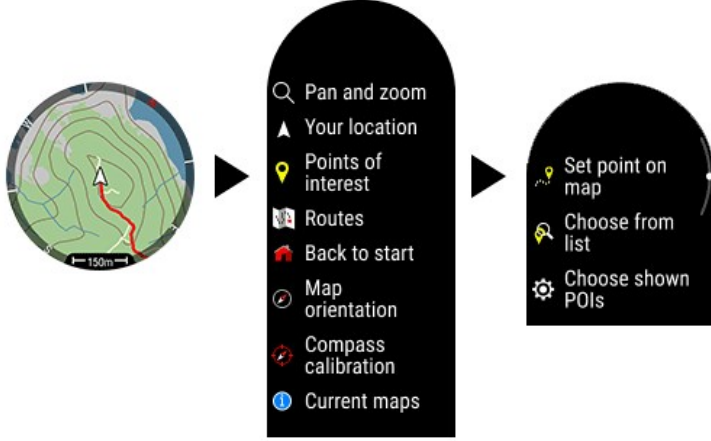 W
S
150m
Pan and zoom
Your location
Points of
interest
Routes
Back to start
Map
orientation
Compass
calibration
Current maps
Set point on
map
Choose from
list
Choose shown
POIs